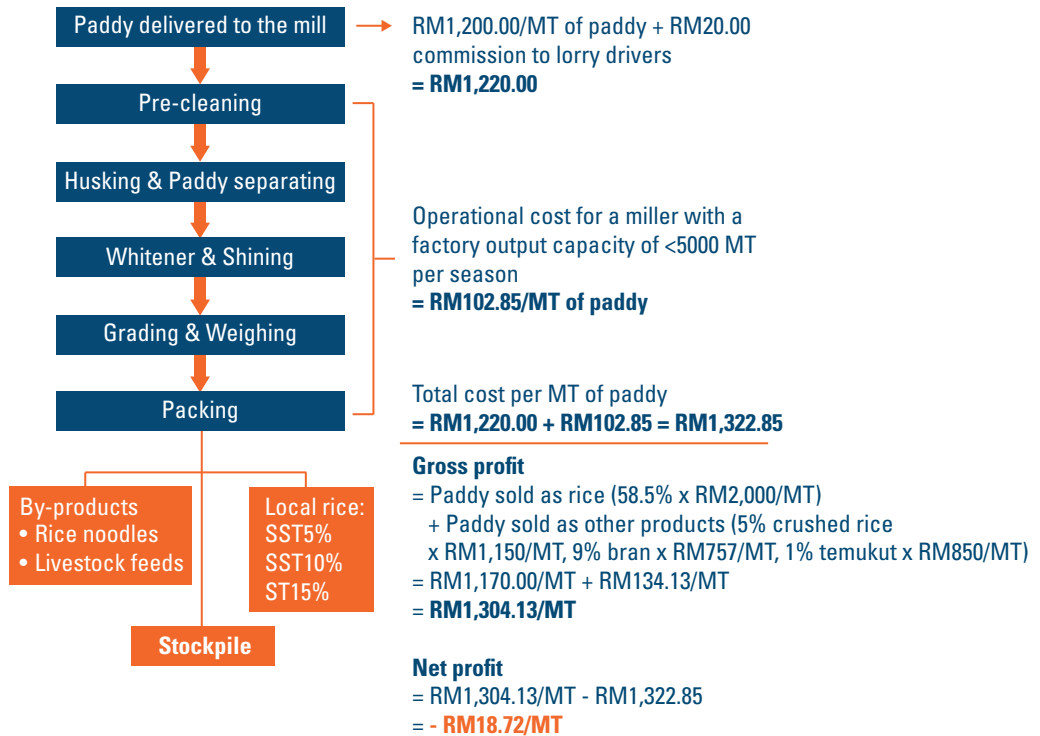 Paddy delivered to the mill
RM1,200.00/MT of paddy + RM20.00
commission to lorry drivers
= RM1,220.00
Pre-cleaning
Husking & Paddy separating
Whitener & Shining
Grading & Weighing
Packing
Operational cost for a miller with a
factory output capacity of <5000 MT
per season
= RM102.85/MT of paddy
Total cost per MT of paddy
= RM1,220.00 + RM102.85 = RM1,322.85
By-products
• Rice noodles
• Livestock feeds
Local rice:
SST5%
SST10%
ST15%
Stockpile
Gross profit
= Paddy sold as rice (58.5% x RM2,000/MT)
+ Paddy sold as other products (5% crushed rice
x RM1,150/MT, 9% bran x RM757/MT, 1% temukut x RM850/MT)
= RM1,170.00/MT + RM134.13/MT
= RM1,304.13/MT
Net profit
= RM1,304.13/MT - RM1,322.85
= - RM18.72/MT